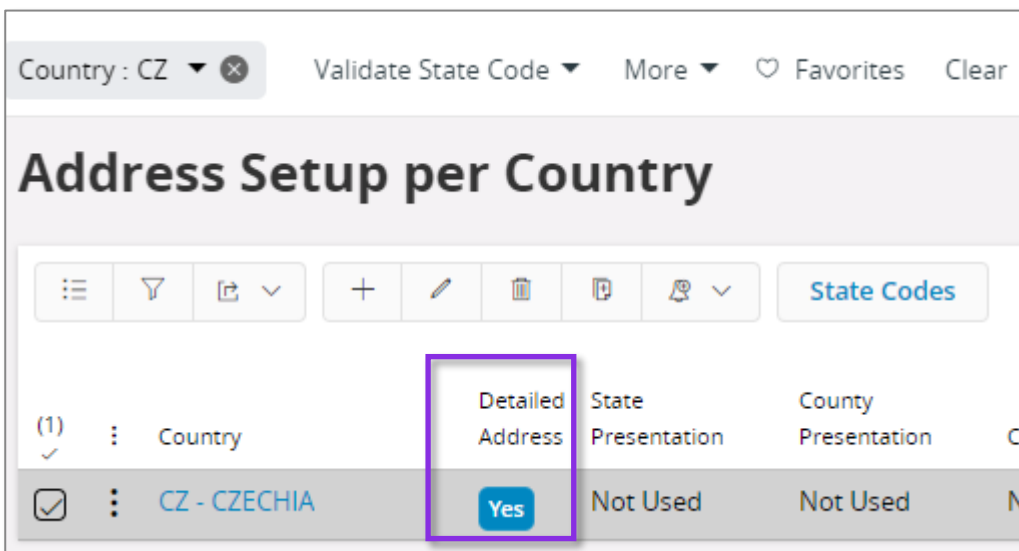 Country : CZ Validate State Code More Favorites Clear
Address Setup per Country
State Codes
(1) Country Detailed Address State Presentation County Presentation
CZ - CZECHIA Yes Not Used Not Used